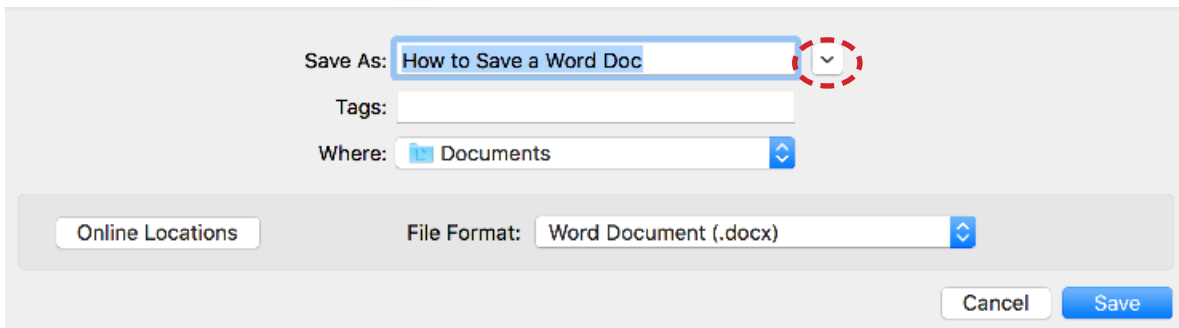 Save As: How to Save a Word Doc
Tags:
Where: Documents
Online Locations File Format: Word Document (.docx)
Cancel Save